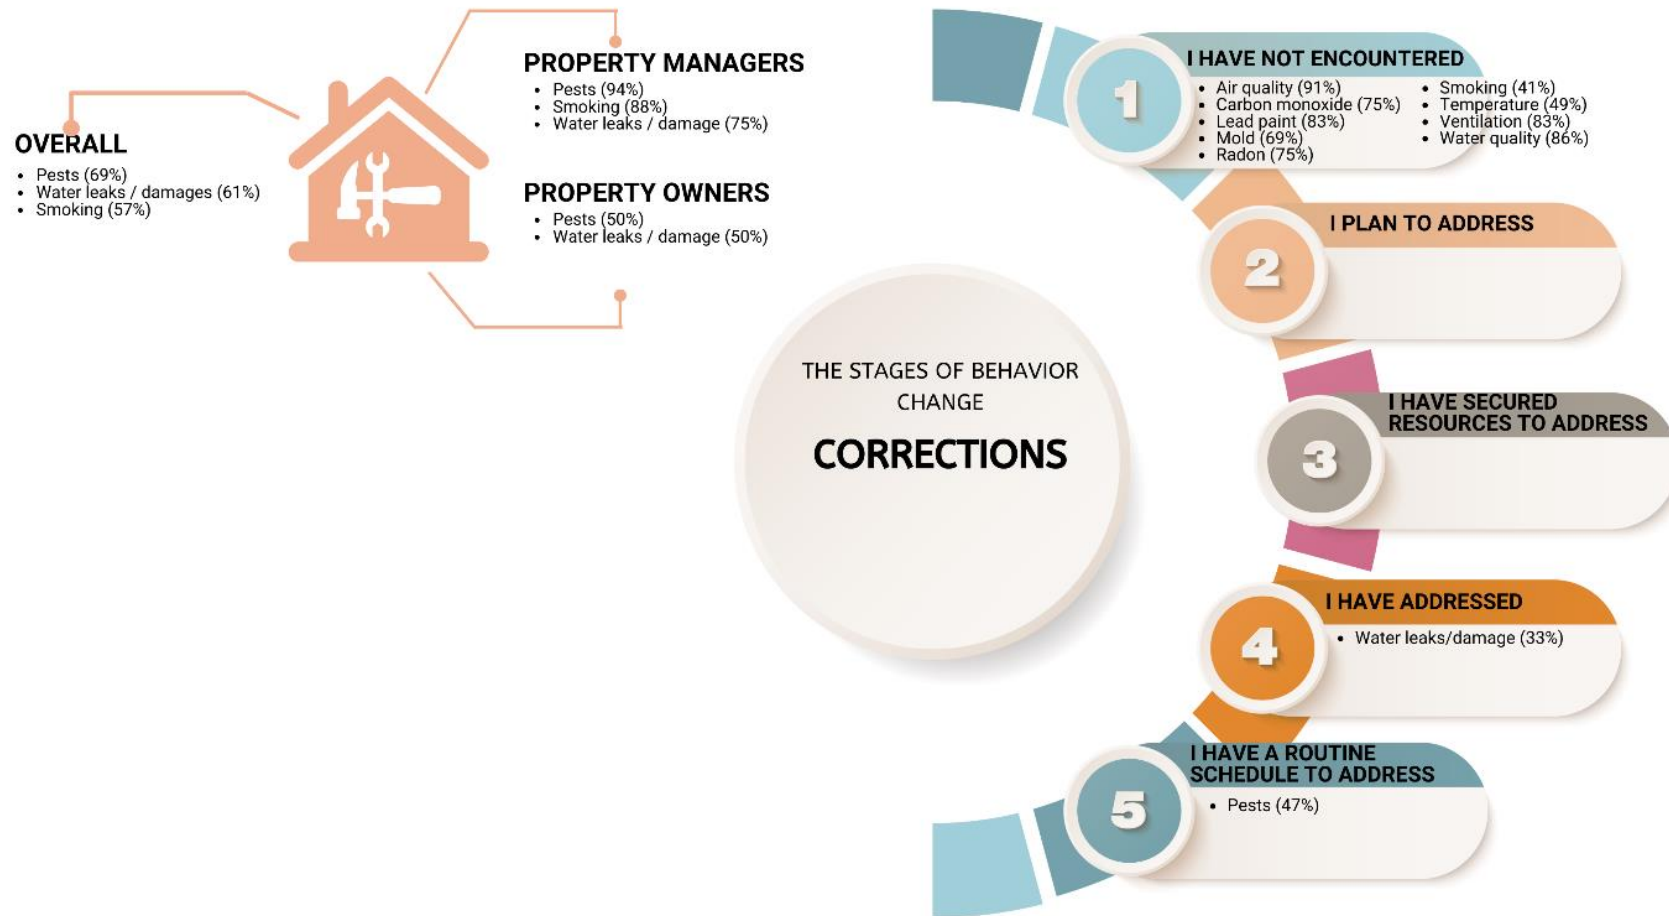 OVERALL
• Pests (69%)
• Water leaks / damages (61%)
• Smoking (57%)
PROPERTY MANAGERS
• Pests (94%)
• Smoking (88%)
• Water leaks / damage (75%)
PROPERTY OWNERS
• Pests (50%)
• Water leaks / damage (50%)
THE STAGES OF BEHAVIOR
CHANGE
CORRECTIONS
1
I HAVE NOT ENCOUNTERED
• Air quality (91%)
• Carbon monoxide (75%)
• Lead paint (83%)
• Mold (69%)
• Radon (75%)
• Smoking (41%)
• Temperature (49%)
• Ventilation (83%)
• Water quality (86%)
2
I PLAN TO ADDRESS
3
I HAVE SECURED
RESOURCES TO ADDRESS
4
I HAVE ADDRESSED
• Water leaks/damage (33%)
5
I HAVE A ROUTINE
SCHEDULE TO ADDRESS
• Pests (47%)